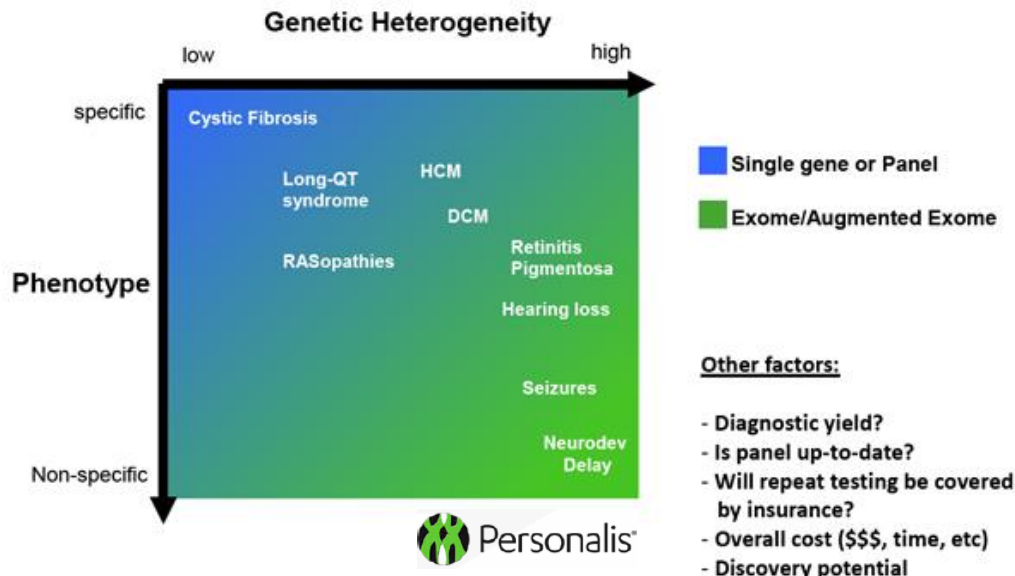 Genetic Heterogeneity
low
high
specific
Cystic Fibrosis
Long-QT
syndrome
HCM
DCM
RASopathies
Retinitis
Pigmentosa
Phenotype
Hearing loss
Seizures
Neurodev
Delay
Non-specific
Personalis
Single gene or Panel
Exome/Augmented Exome
Other factors:
- Diagnostic yield?
- Is panel up-to-date?
- Will repeat testing be covered
by insurance?
- Overall cost ($$$, time, etc)
- Discovery potential